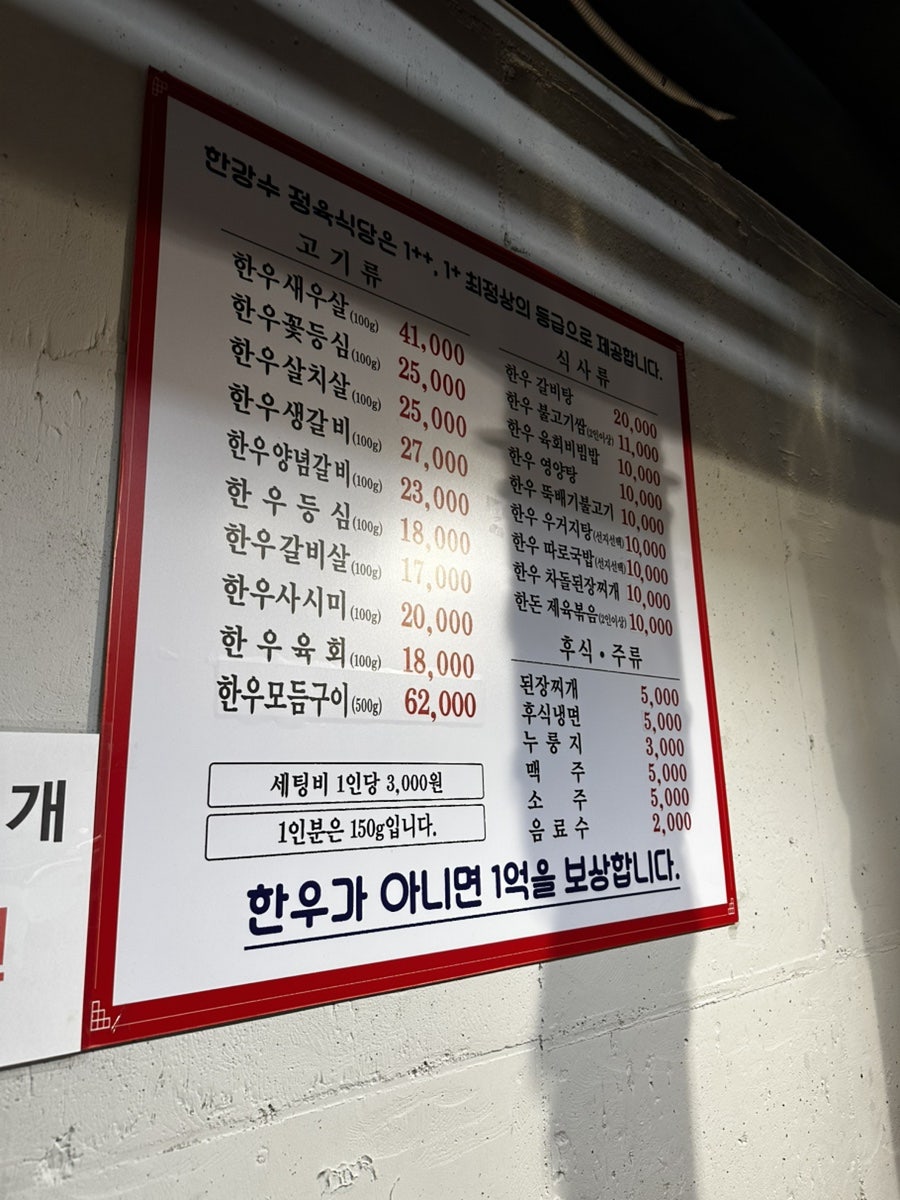 한광수 정육식당은 1++, 1+ 최정상의 등급으로 제공합니다.
고기류
한우새우살(100g) 41,000
한우꽃등심(100g) 25,000
한우살치살(100g) 25,000
한우생갈비(100g) 27,000
한우양념갈비(100g) 23,000
한우등심(100g) 18,000
한우갈비살(100g) 17,000
한우사시미(100g) 20,000
한우육회(100g) 18,000
한우모듬구이(500g) 62,000
세팅비 1인당 3,000원
1인분은 150g입니다.
식사류
한우 갈비탕 20,000
한우 불고기쌈(2인이상) 11,000
한우 육회비빔밥 10,000
한우 영양탕 10,000
한우 뚝배기불고기 10,000
한우 우거지탕(선지선택) 10,000
한우 따로국밥(선지선택) 10,000
한우 차돌된장찌개 10,000
한돈 제육볶음(2인이상) 10,000
후식·주류
된장찌개 5,000
후식냉면 5,000
누룽지 3,000
맥주 5,000
소주 5,000
음료수 2,000
한우가 아니면 1억을 보상합니다.
개